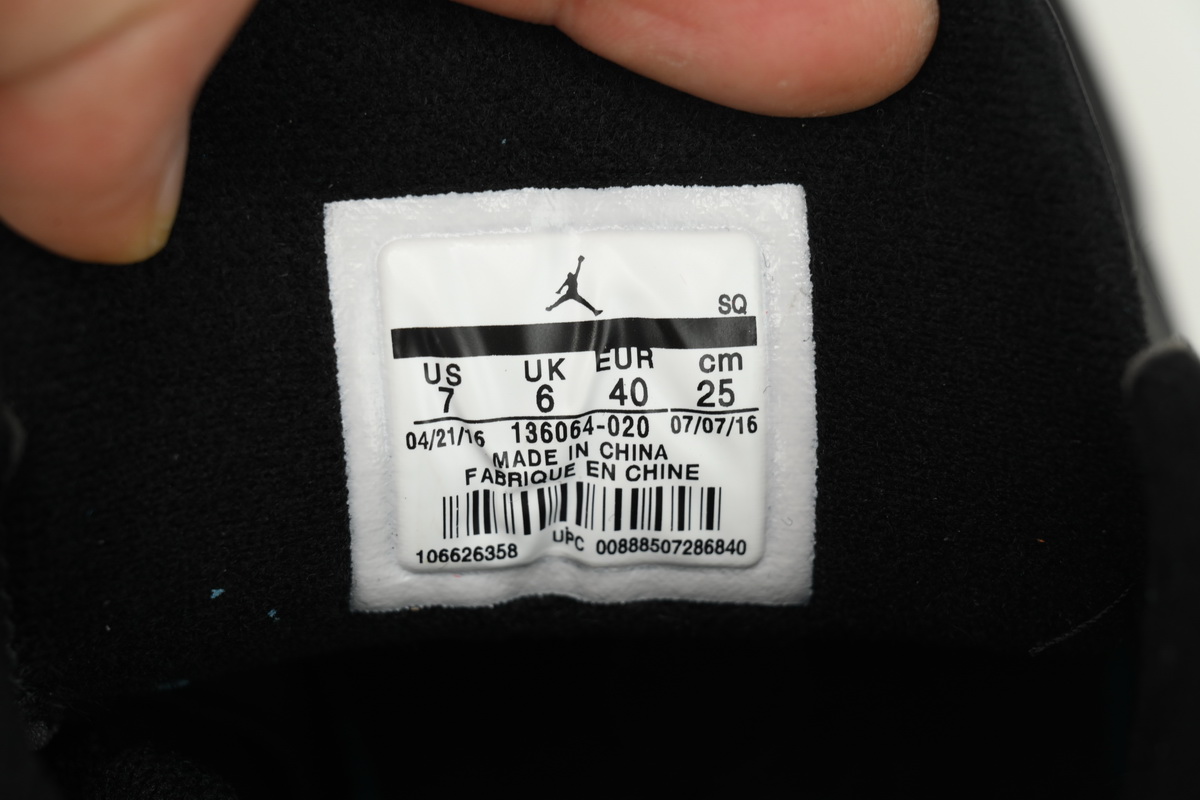 SQ
US UK EUR cm
7 6 40 25
04/21/16 136064-020 07/07/16
MADE IN CHINA
FABRIQUE EN CHINE
106626358 UPC 00888507286840